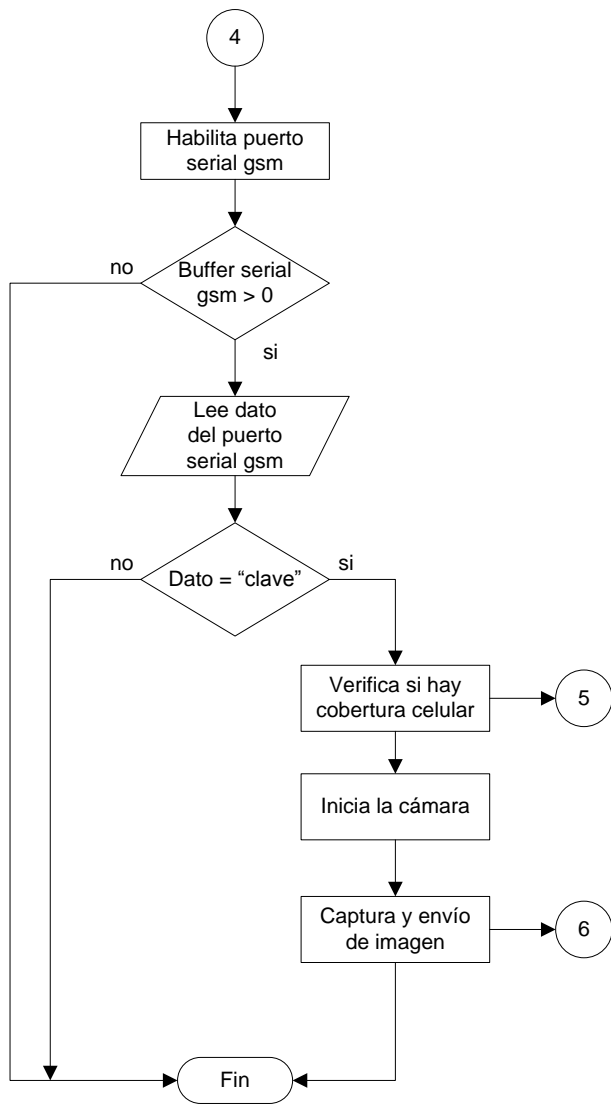 4
Habilita puerto
serial gsm
no
Buffer serial
gsm > 0
si
Lee dato
del puerto
serial gsm
no
Dato = “clave”
si
Verifica si hay
cobertura celular
5
Inicia la cámara
Captura y envío
de imagen
6
Fin